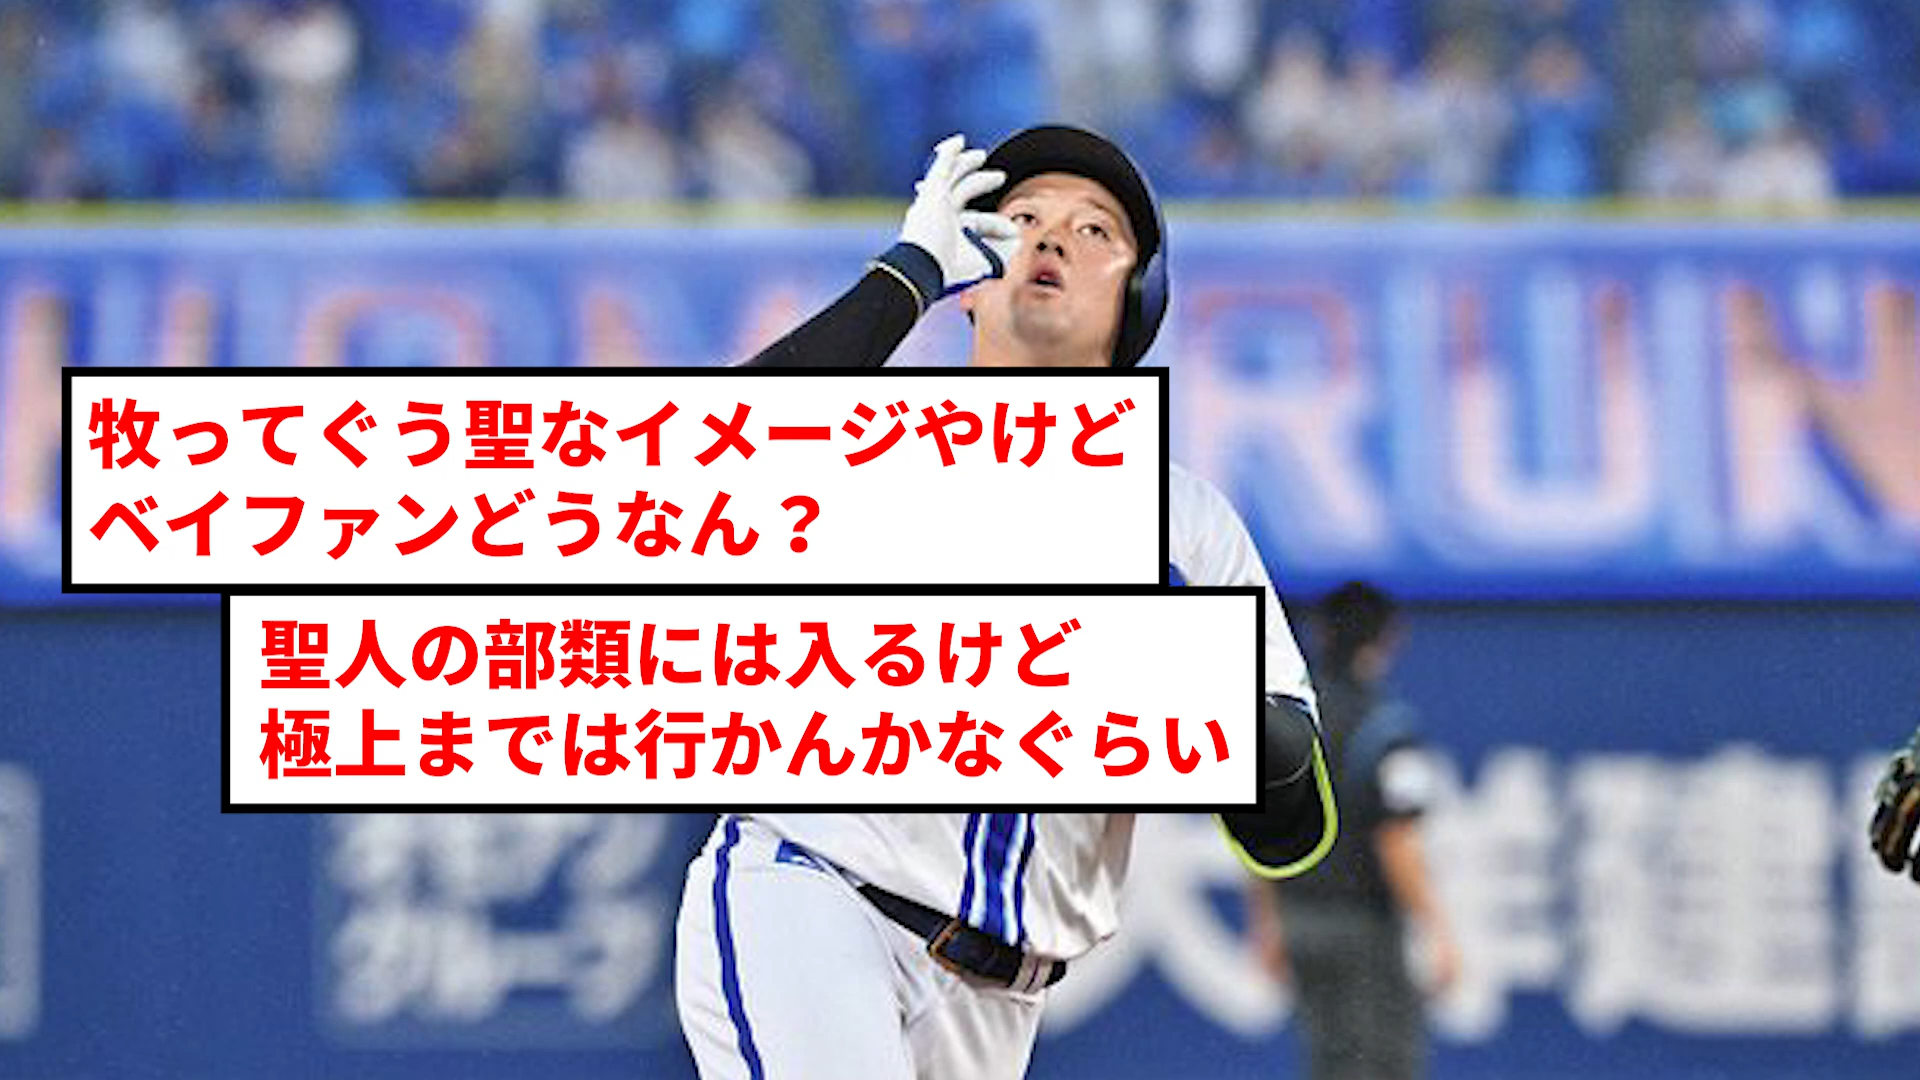 HOMERUN
牧ってぐう聖なイメージやけど
ベイファンどうなん？
聖人の部類には入るけど
極上までは行かんかなぐらい